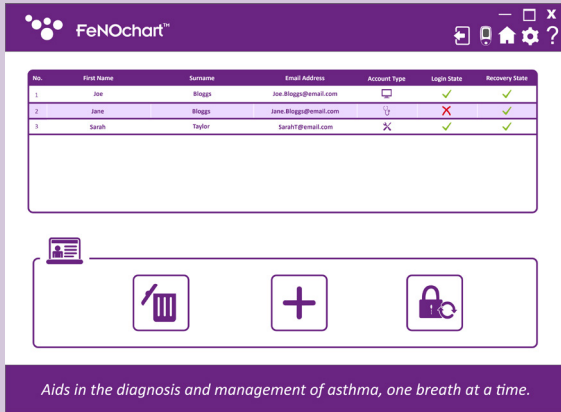 FeNOchart™
No. First Name Surname Email Address Account Type Login State Recovery State
1 Joe Bloggs Joe.Bloggs@email.com
2 Jane Bloggs Jane.Bloggs@email.com
3 Sarah Taylor SarahT@email.com
Aids in the diagnosis and management of asthma, one breath at a time.